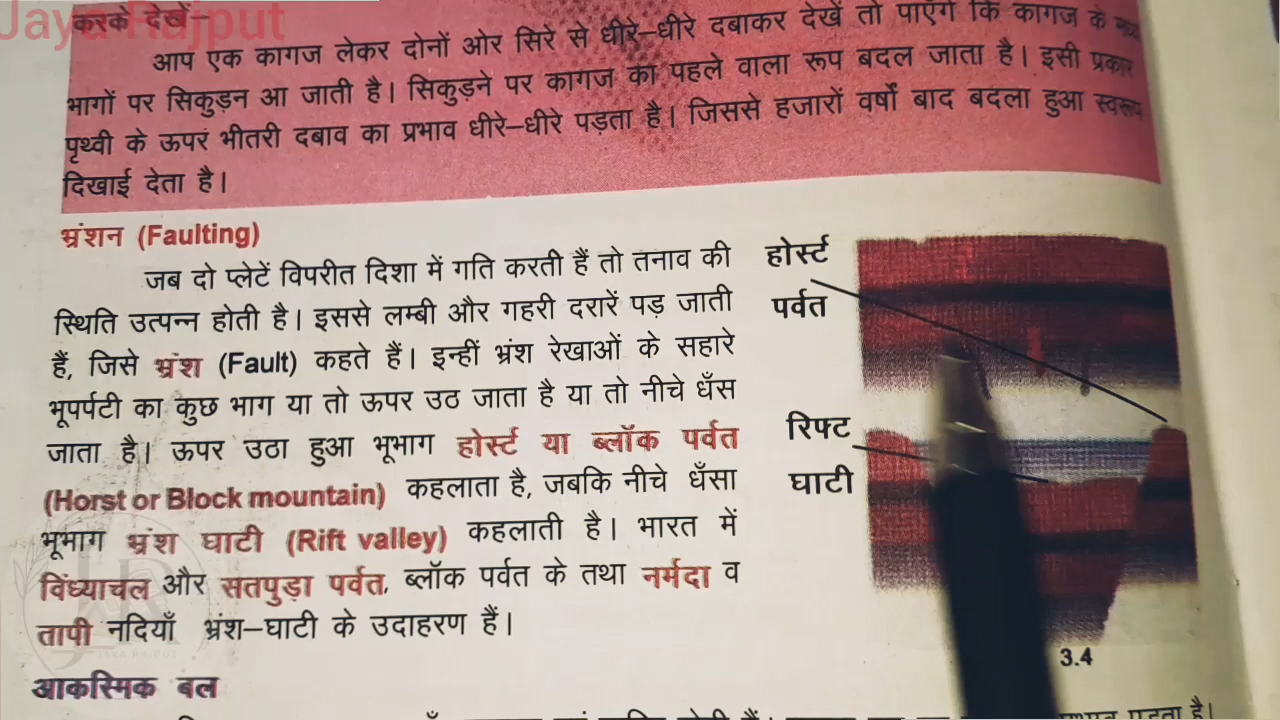 Jaya Rajput
करके देखें–
आप एक कागज लेकर दोनों ओर सिरे से धीरे–धीरे दबाकर देखें तो पाएँगे कि कागज के मध्य
भागों पर सिकुड़न आ जाती है। सिकुड़ने पर कागज का पहले वाला रूप बदल जाता है। इसी प्रकार
पृथ्वी के ऊपर भीतरी दबाव का प्रभाव धीरे–धीरे पड़ता है। जिससे हजारों वर्षों बाद बदला हुआ स्वरूप
दिखाई देता है।
भ्रंशन (Faulting)
जब दो प्लेटें विपरीत दिशा में गति करती हैं तो तनाव की
स्थिति उत्पन्न होती है। इससे लम्बी और गहरी दरारें पड़ जाती
हैं, जिसे भ्रंश (Fault) कहते हैं। इन्हीं भ्रंश रेखाओं के सहारे
भूपर्पटी का कुछ भाग या तो ऊपर उठ जाता है या तो नीचे धँस
जाता है। ऊपर उठा हुआ भूभाग होर्स्ट या ब्लॉक पर्वत
(Horst or Block mountain) कहलाता है, जबकि नीचे धँसा
भूभाग भ्रंश घाटी (Rift valley) कहलाती है। भारत में
विंध्याचल और सतपुड़ा पर्वत, ब्लॉक पर्वत के तथा नर्मदा व
तापी नदियाँ भ्रंश–घाटी के उदाहरण हैं।
होर्स्ट
पर्वत
रिफ्ट
घाटी
3.4
आकस्मिक बल